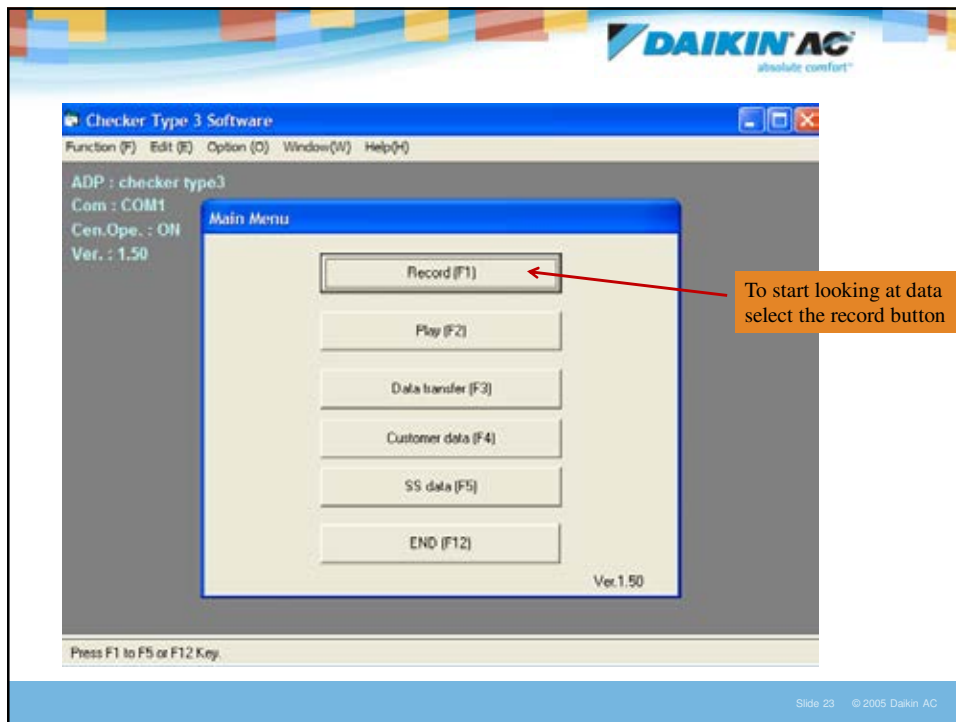 DAIKIN AC
absolute comfort™
Checker Type 3 Software
Function (F) Edit (E) Option (O) Window(W) Help(H)
ADP : checker type3
Com : COM1
Cen.Ope. : ON
Ver. : 1.50
Main Menu
Record (F1)
To start looking at data
select the record button
Play (F2)
Data transfer (F3)
Customer data (F4)
SS data (F5)
END (F12)
Ver.1.50
Press F1 to F5 or F12 Key.
Slide 23 © 2005 Daikin AC